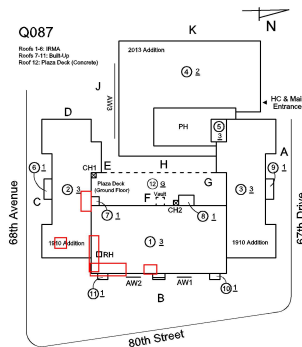 Q087
Roofs 1-6: IRMA
Roofs 7-11: Built-Up
Roof 12: Plaza Deck (Concrete)
K
N
2013 Addition
4 2
J
AW3
HC & Main
Entrance
D
PH
5
3
A
E
H
CH1
G
6 1
9 1
Plaza Deck
(Ground Floor)
12 G
Vault
F
C
2 3
3 3
CH2
7 1
8 1
68th Avenue
67th Drive
1910 Addition
1 3
1910 Addition
RH
AW2
AW1
11 1
10 1
B
80th Street